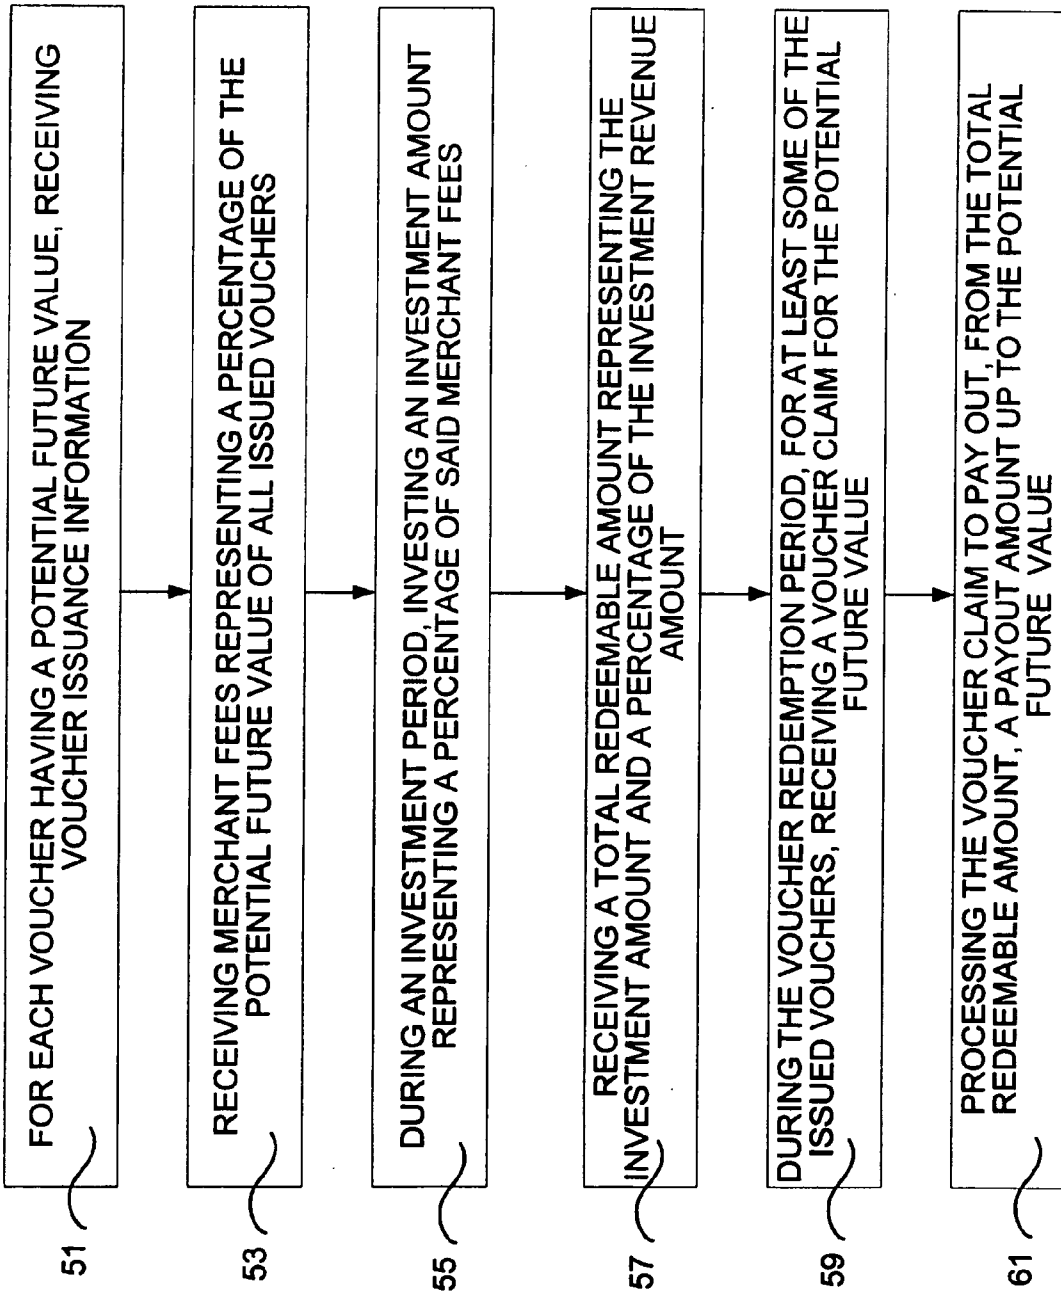 51
FOR EACH VOUCHER HAVING A POTENTIAL FUTURE VALUE, RECEIVING
VOUCHER ISSUANCE INFORMATION
53
RECEIVING MERCHANT FEES REPRESENTING A PERCENTAGE OF THE
POTENTIAL FUTURE VALUE OF ALL ISSUED VOUCHERS
55
DURING AN INVESTMENT PERIOD, INVESTING AN INVESTMENT AMOUNT
REPRESENTING A PERCENTAGE OF SAID MERCHANT FEES
57
RECEIVING A TOTAL REDEEMABLE AMOUNT REPRESENTING THE
INVESTMENT AMOUNT AND A PERCENTAGE OF THE INVESTMENT REVENUE
AMOUNT
59
DURING THE VOUCHER REDEMPTION PERIOD, FOR AT LEAST SOME OF THE
ISSUED VOUCHERS, RECEIVING A VOUCHER CLAIM FOR THE POTENTIAL
FUTURE VALUE
61
PROCESSING THE VOUCHER CLAIM TO PAY OUT, FROM THE TOTAL
REDEEMABLE AMOUNT, A PAYOUT AMOUNT UP TO THE POTENTIAL
FUTURE VALUE